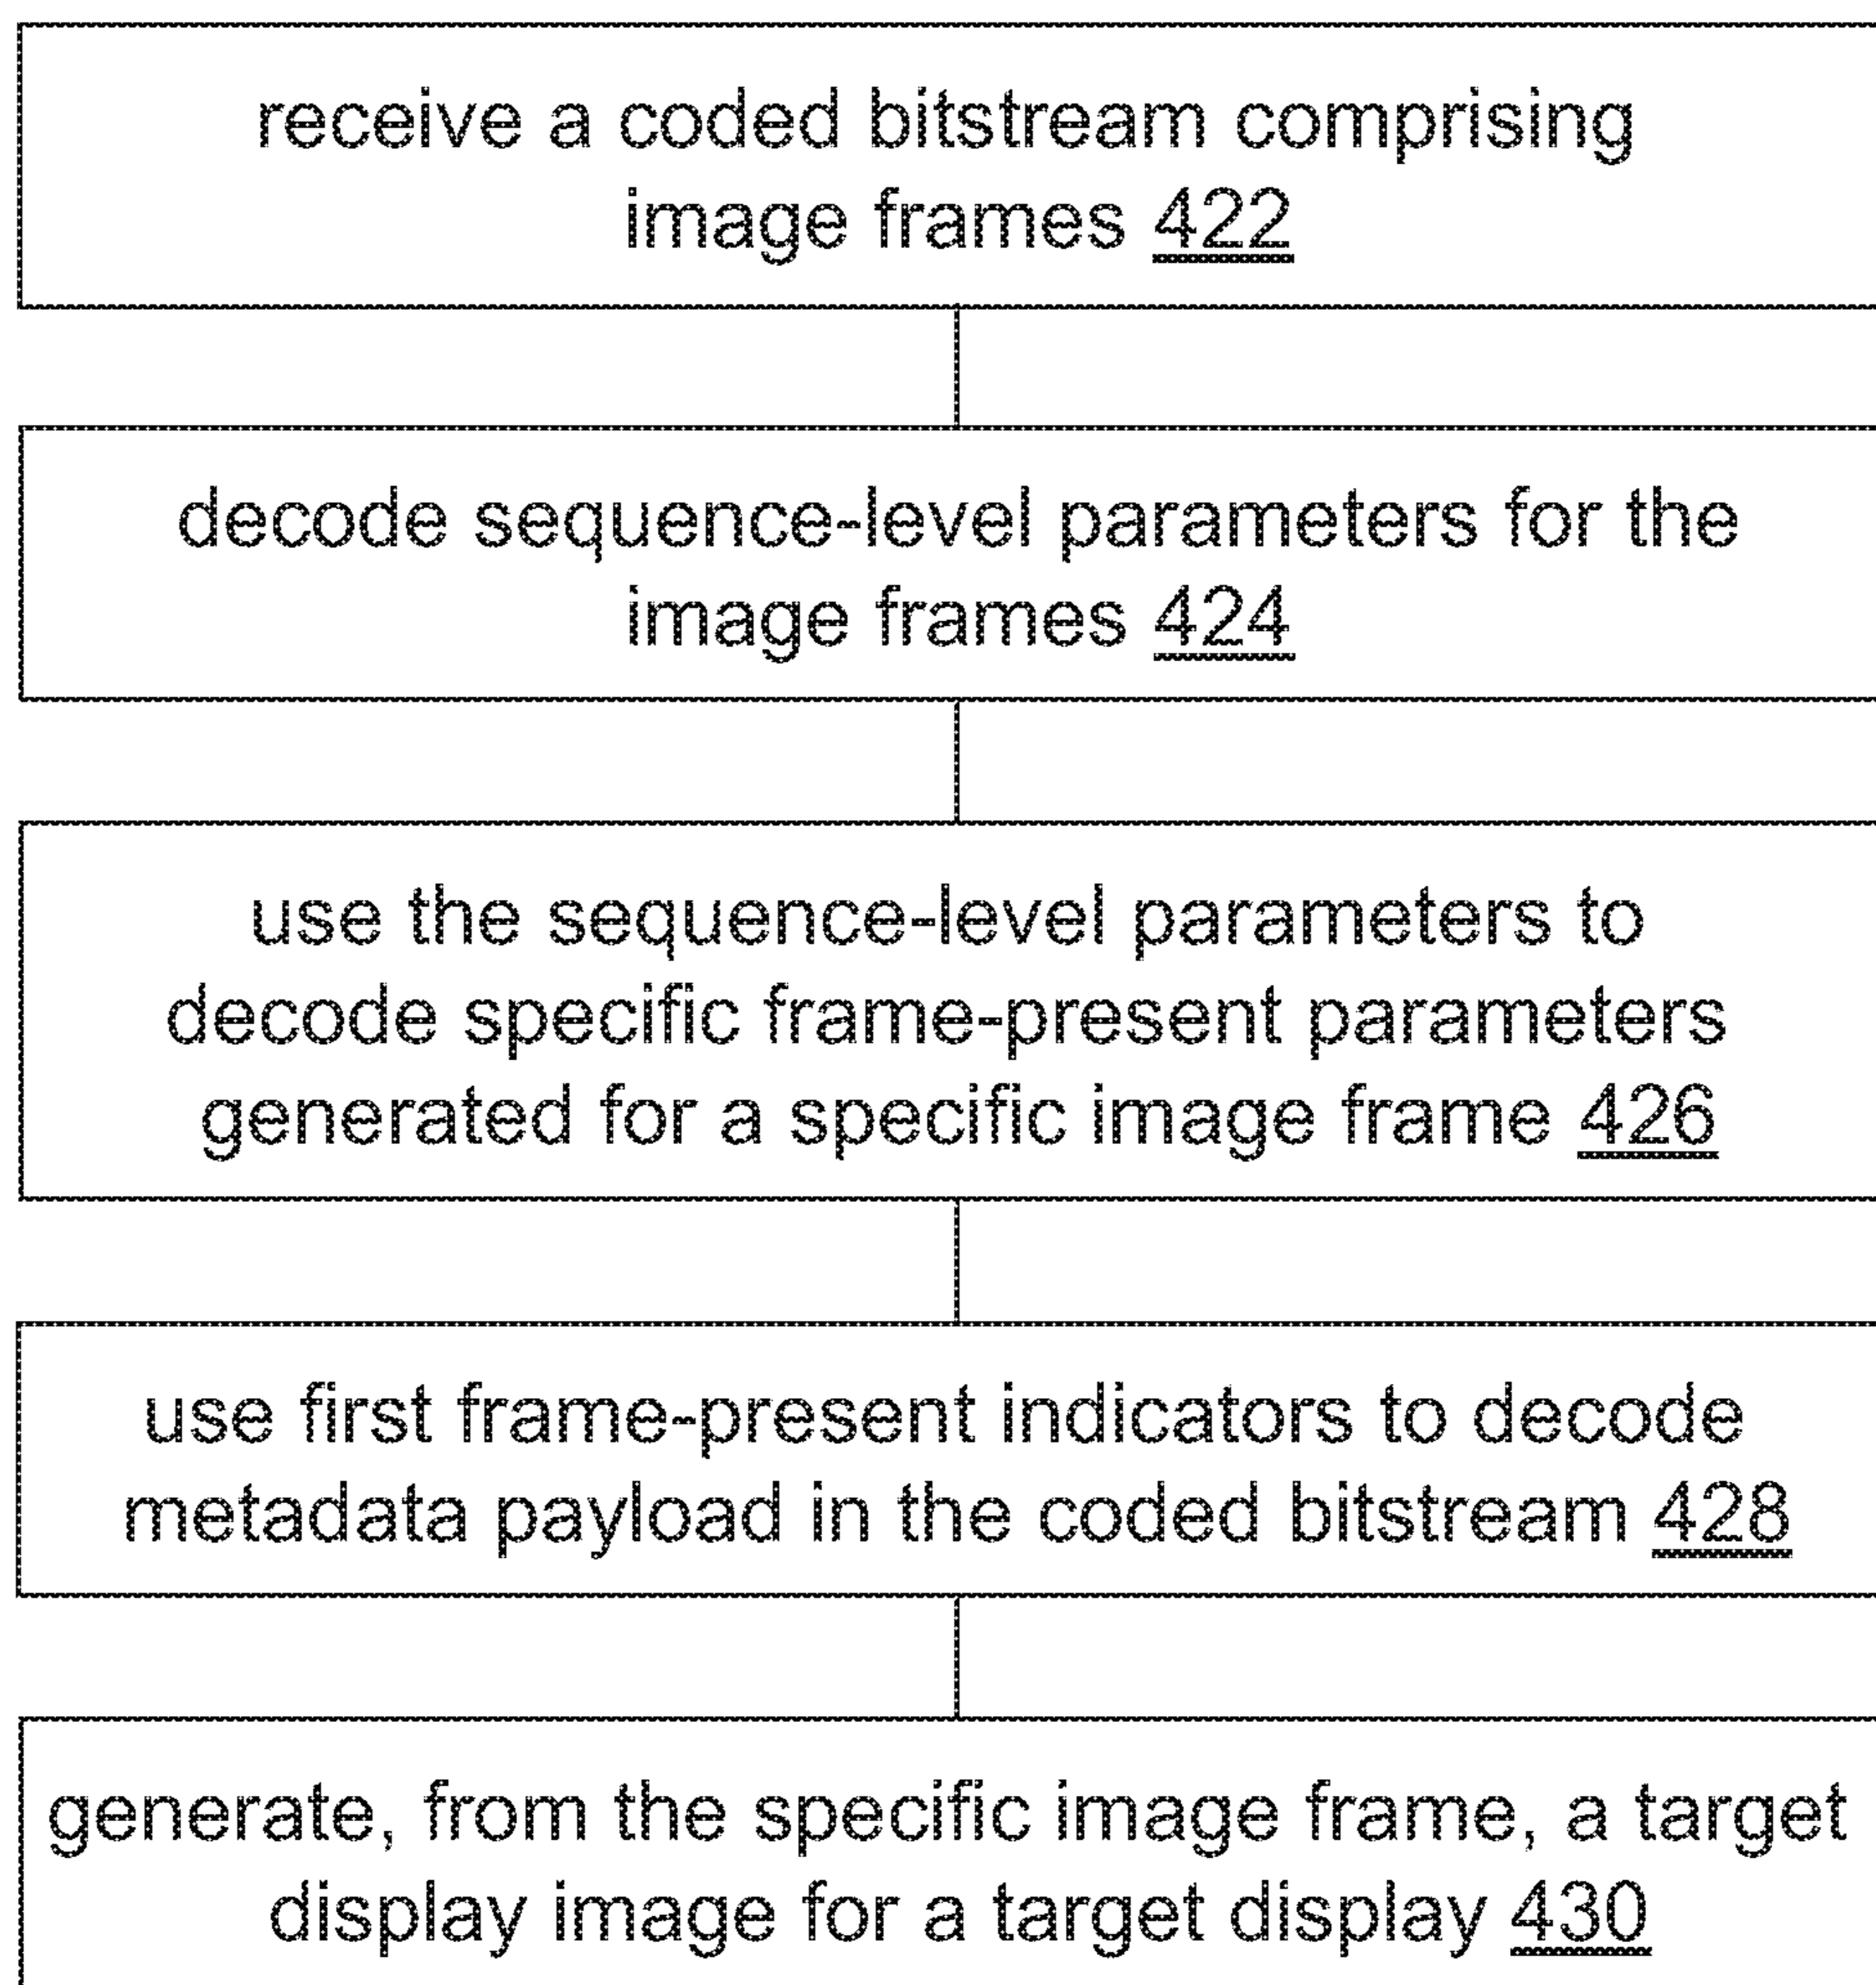 receive a coded bitstream comprising
image frames 422
decode sequence-level parameters for the
image frames 424
use the sequence-level parameters to
decode specific frame-present parameters
generated for a specific image frame 426
use first frame-present indicators to decode
metadata payload in the coded bitstream 428
generate, from the specific image frame, a target
display image for a target display 430